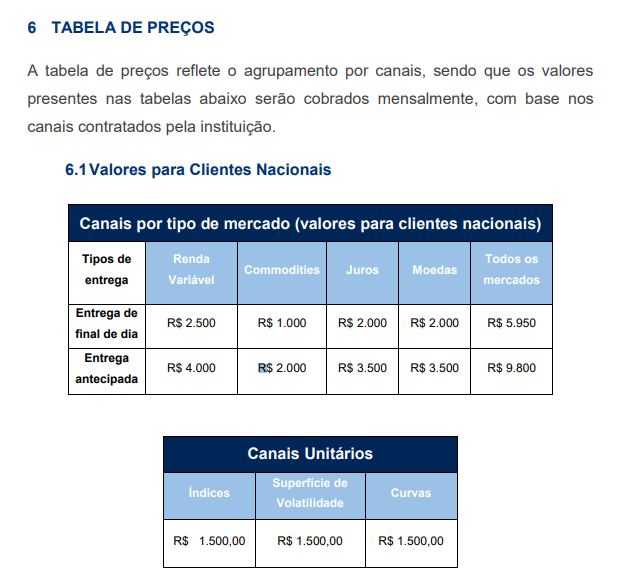 6 TABELA DE PREÇOS
A tabela de preços reflete o agrupamento por canais, sendo que os valores
presentes nas tabelas abaixo serão cobrados mensalmente, com base nos
canais contratados pela instituição.
6.1 Valores para Clientes Nacionais
Canais por tipo de mercado (valores para clientes nacionais)
Tipos de entrega Renda Variável Commodities Juros Moedas Todos os mercados
Entrega de final de dia R$ 2.500 R$ 1.000 R$ 2.000 R$ 2.000 R$ 5.950
Entrega antecipada R$ 4.000 R$ 2.000 R$ 3.500 R$ 3.500 R$ 9.800
Canais Unitários
Índices Superfície de Volatilidade Curvas
R$ 1.500,00 R$ 1.500,00 R$ 1.500,00